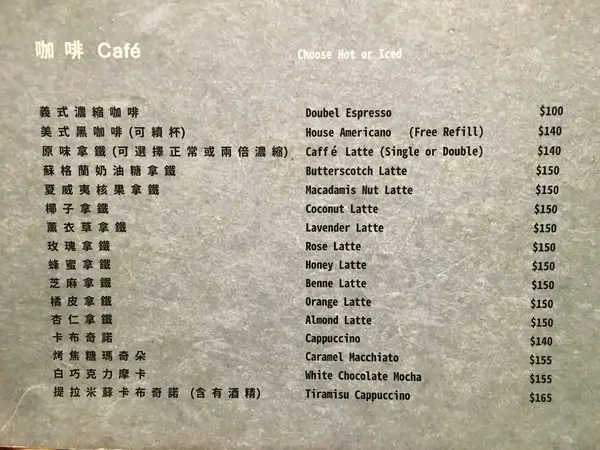 咖啡 Café Choose Hot or Iced
義式濃縮咖啡 Doubel Espresso $100
美式黑咖啡(可續杯) House Americano (Free Refill) $140
原味拿鐵(可選擇正常或兩倍濃縮) Caffé Latte (Single or Double) $140
蘇格蘭奶油糖拿鐵 Butterscotch Latte $150
夏威夷核果拿鐵 Macadamis Nut Latte $150
椰子拿鐵 Coconut Latte $150
薰衣草拿鐵 Lavender Latte $150
玫瑰拿鐵 Rose Latte $150
蜂蜜拿鐵 Honey Latte $150
芝麻拿鐵 Benne Latte $150
橘皮拿鐵 Orange Latte $150
杏仁拿鐵 Almond Latte $150
卡布奇諾 Cappuccino $140
烤焦糖瑪奇朵 Caramel Macchiato $155
白巧克力摩卡 White Chocolate Mocha $155
提拉米蘇卡布奇諾 (含有酒精) Tiramisu Cappuccino $165